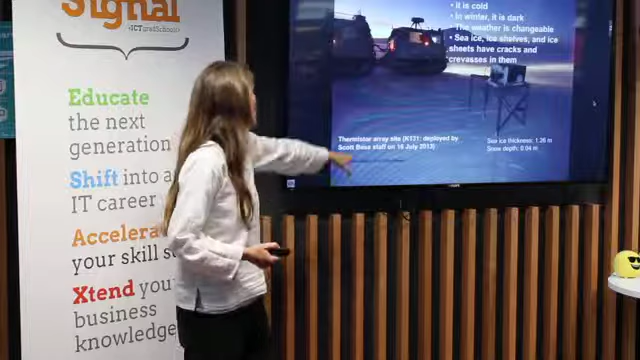 Signal
ICTgradSchool
Educate
the next
generation
Shift into a
IT career
Accelera
your skill s
Xtend you
business
knowledge
• It is cold
• In winter, it is dark
• The weather is changeable
• Sea ice, ice shelves, and ice
sheets have cracks and
crevasses in them
Thermistor array site (K131: deployed by
Scott Base staff on 16 July 2013)
Sea ice thickness: 1.26 m
Snow depth: 0.04 m